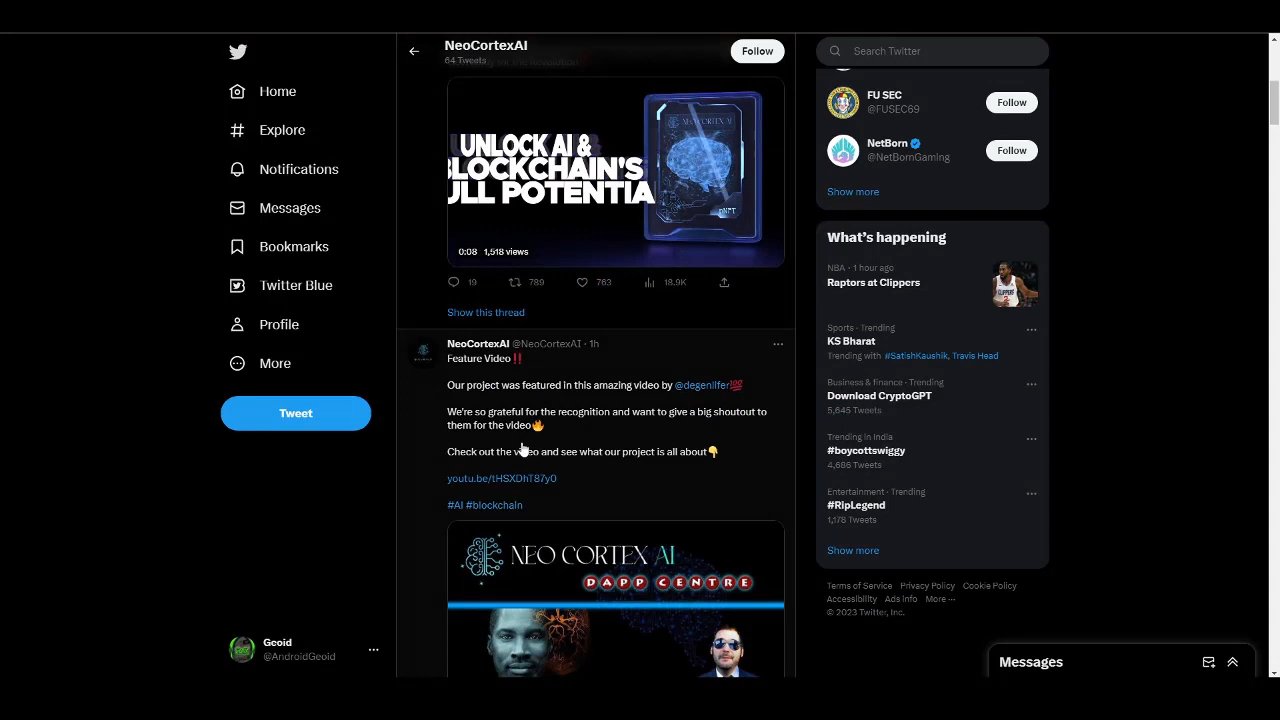 Home
Explore
Notifications
Messages
Bookmarks
Twitter Blue
Profile
More
Tweet
Geoid
@AndroidGeoid
NeoCortexAI
64 Tweets
Follow
UNLOCK AI &
BLOCKCHAIN'S
ULL POTENTIA
NEO CORTEX AI
pNFT
0:08 1,518 views
19 789 763 18.9K
Show this thread
NeoCortexAI @NeoCortexAI · 1h
Feature Video‼️
Our project was featured in this amazing video by @degenlifer💯
We're so grateful for the recognition and want to give a big shoutout to
them for the video🔥
Check out the video and see what our project is all about👇
youtu.be/tHSXDhT87y0
#AI #blockchain
NEO CORTEX AI
DAPP CENTRE
Search Twitter
FU SEC
@FUSEC69
Follow
NetBorn
@NetBornGaming
Follow
Show more
What's happening
NBA · 1 hour ago
Raptors at Clippers
Sports · Trending
KS Bharat
Trending with #SatishKaushik, Travis Head
Business & finance · Trending
Download CryptoGPT
5,645 Tweets
Trending in India
#boycottswiggy
4,686 Tweets
Entertainment · Trending
#RipLegend
1,178 Tweets
Show more
Terms of Service Privacy Policy Cookie Policy
Accessibility Ads info More ···
© 2023 Twitter, Inc.
Messages